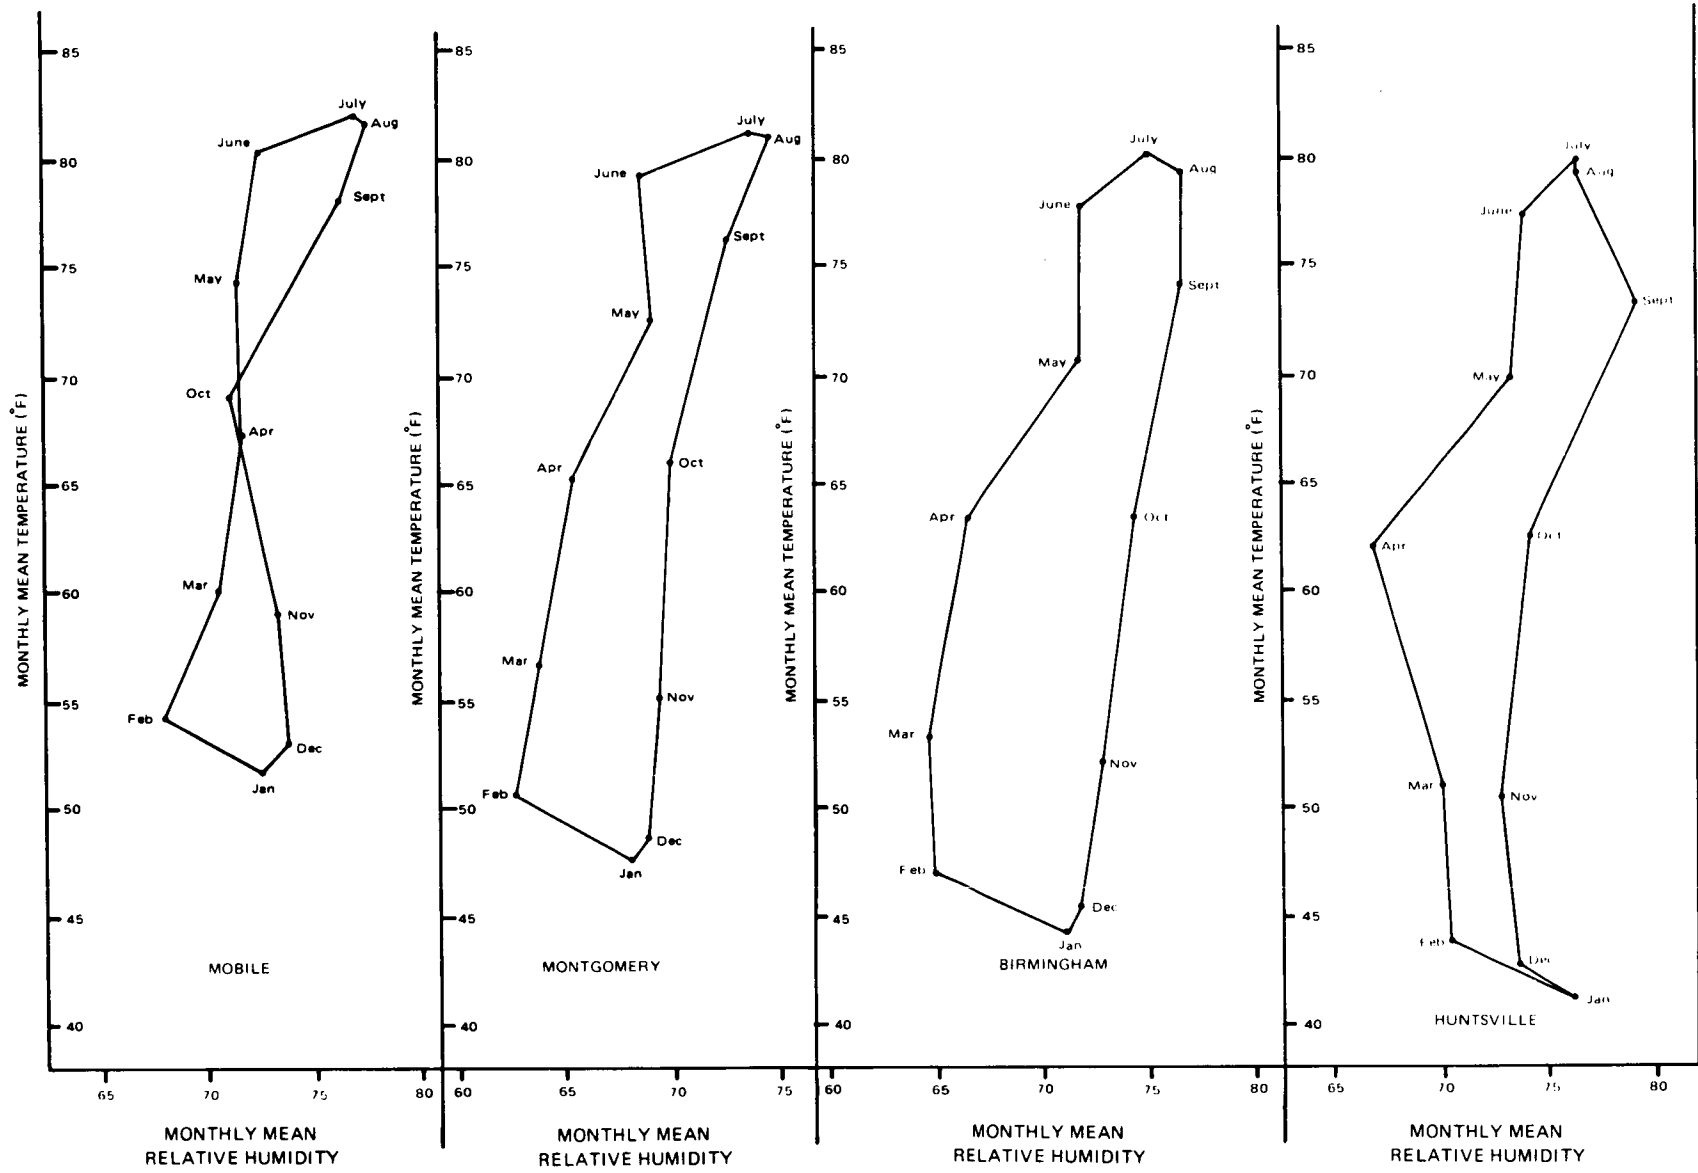 MONTHLY MEAN TEMPERATURE (°F)
85
80
75
70
65
60
55
50
45
40
July
Aug
June
Sept
May
Oct
Apr
Mar
Nov
Feb
Dec
Jan
MOBILE
65
70
75
80
MONTHLY MEAN
RELATIVE HUMIDITY
MONTHLY MEAN TEMPERATURE (°F)
85
80
75
70
65
60
55
50
45
40
July
Aug
June
Sept
May
Oct
Apr
Mar
Nov
Feb
Dec
Jan
MONTGOMERY
60
65
70
75
MONTHLY MEAN
RELATIVE HUMIDITY
MONTHLY MEAN TEMPERATURE (°F)
85
80
75
70
65
60
55
50
45
40
July
Aug
June
Sept
May
Oct
Apr
Mar
Nov
Feb
Dec
Jan
BIRMINGHAM
60
65
70
75
80
MONTHLY MEAN
RELATIVE HUMIDITY
MONTHLY MEAN TEMPERATURE (°F)
85
80
75
70
65
60
55
50
45
40
July
Aug
June
Sept
May
Oct
Apr
Mar
Nov
Feb
Dec
Jan
HUNTSVILLE
65
70
75
80
MONTHLY MEAN
RELATIVE HUMIDITY